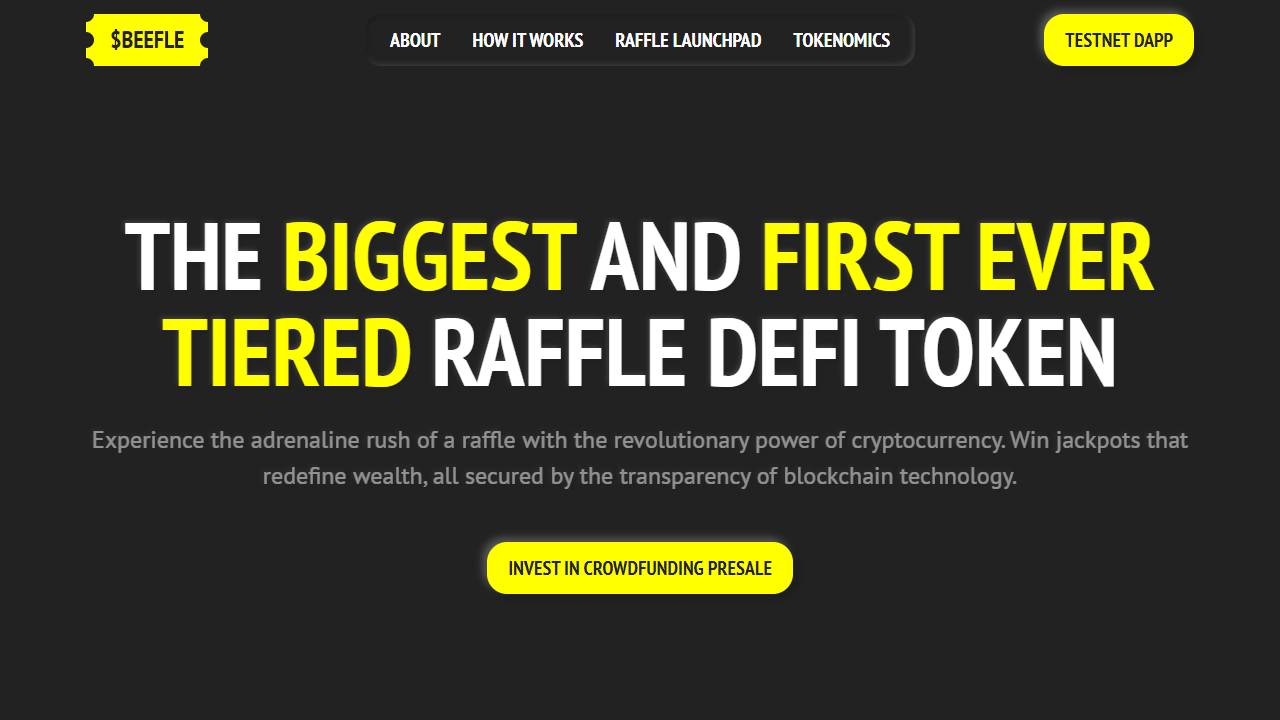 $BEEFLE
ABOUT
HOW IT WORKS
RAFFLE LAUNCHPAD
TOKENOMICS
TESTNET DAPP
THE BIGGEST AND FIRST EVER
TIERED RAFFLE DEFI TOKEN
Experience the adrenaline rush of a raffle with the revolutionary power of cryptocurrency. Win jackpots that
redefine wealth, all secured by the transparency of blockchain technology.
INVEST IN CROWDFUNDING PRESALE